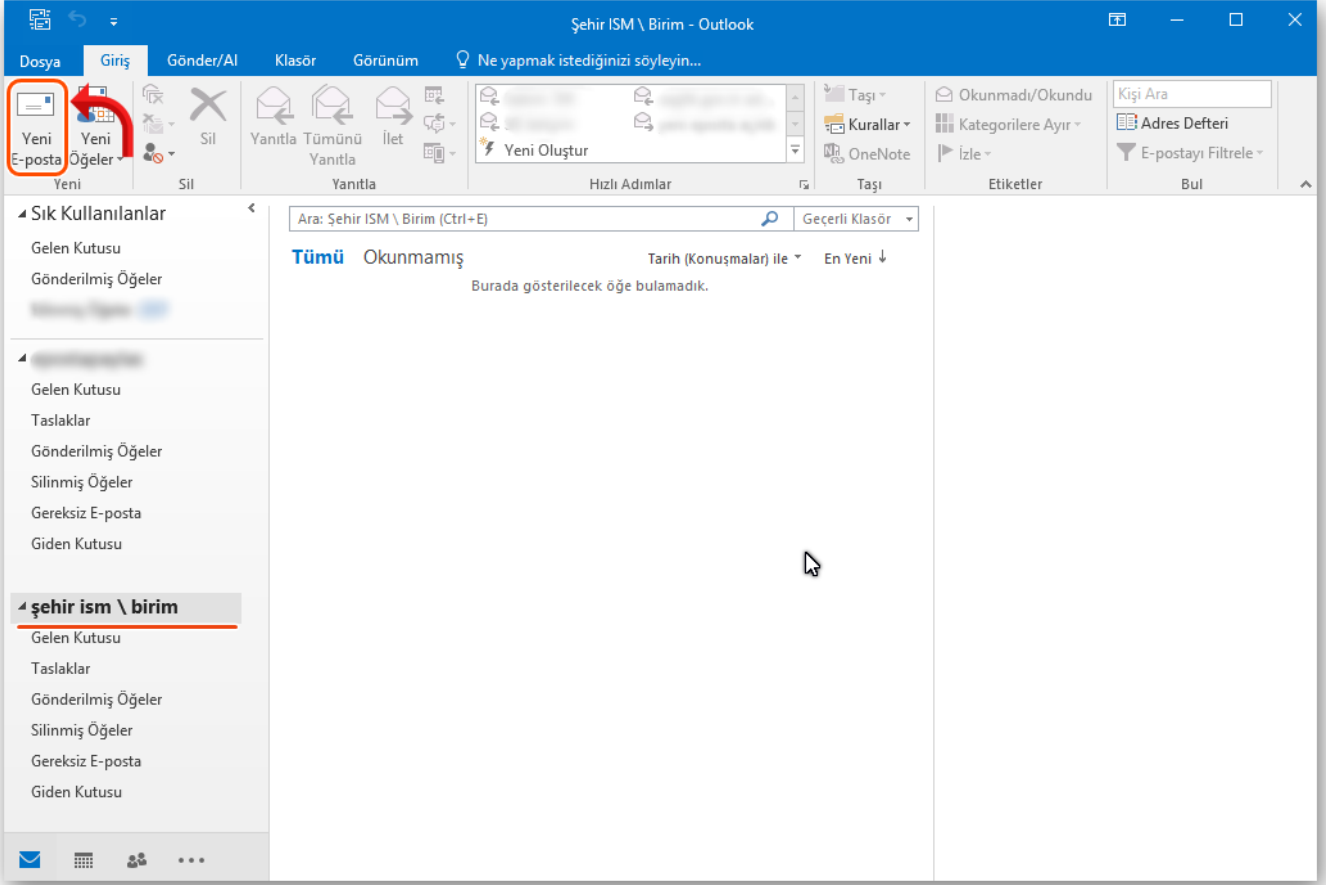 Şehir ISM \ Birim - Outlook
Dosya Giriş Gönder/Al Klasör Görünüm Ne yapmak istediğinizi söyleyin...
Yeni E-posta
Yeni Öğeler
Yeni
Sil
Sil
Yanıtla
Tümünü Yanıtla
İlet
Yanıtla
Yeni Oluştur
Hızlı Adımlar
Taşı
Kurallar
OneNote
Taşı
Okunmadı/Okundu
Kategorilere Ayır
İzle
Etiketler
Kişi Ara
Adres Defteri
E-postayı Filtrele
Bul
Sık Kullanılanlar
Gelen Kutusu
Gönderilmiş Öğeler
Gelen Kutusu
Taslaklar
Gönderilmiş Öğeler
Silinmiş Öğeler
Gereksiz E-posta
Giden Kutusu
şehir ism \ birim
Gelen Kutusu
Taslaklar
Gönderilmiş Öğeler
Silinmiş Öğeler
Gereksiz E-posta
Giden Kutusu
Ara: Şehir ISM \ Birim (Ctrl+E)
Geçerli Klasör
Tümü Okunmamış Tarih (Konuşmalar) ile En Yeni
Burada gösterilecek öğe bulamadık.